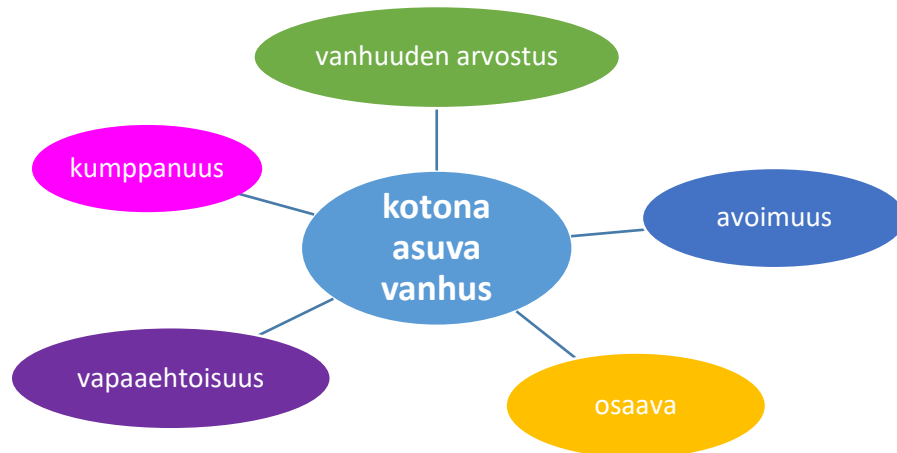 vanhuuden arvostus
kumppanuus
kotona
asuva
vanhus
avoimuus
vapaaehtoisuus
osaava